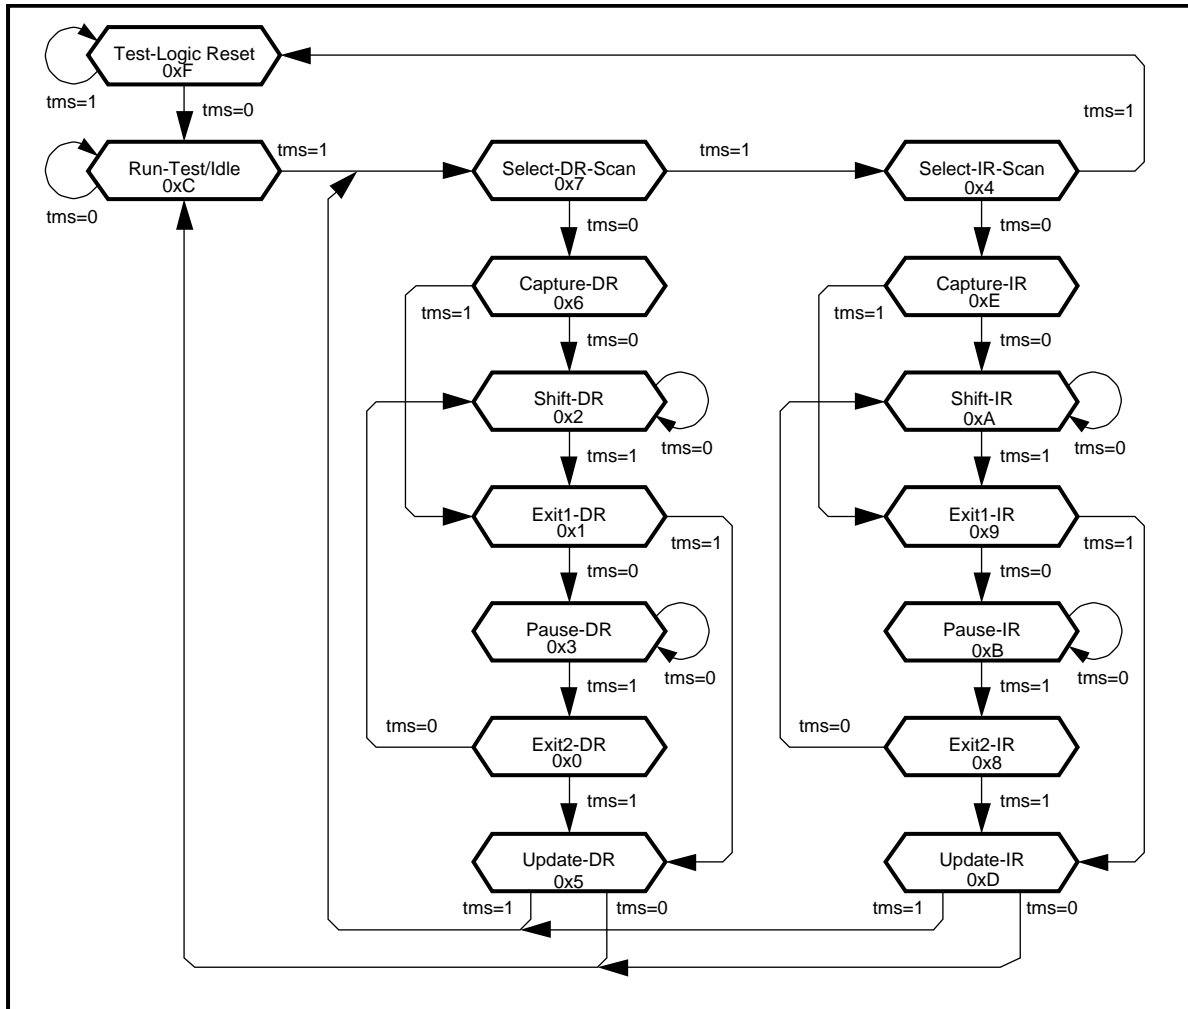 Test-Logic Reset
0xF
tms=1
tms=0
tms=1
Run-Test/Idle
0xC
tms=1
Select-DR-Scan
0x7
tms=1
Select-IR-Scan
0x4
tms=0
tms=0
tms=0
Capture-DR
0x6
Capture-IR
0xE
tms=1
tms=0
tms=1
tms=0
Shift-DR
0x2
Shift-IR
0xA
tms=1
tms=0
tms=1
tms=0
Exit1-DR
0x1
Exit1-IR
0x9
tms=1
tms=0
tms=1
tms=0
Pause-DR
0x3
Pause-IR
0xB
tms=1
tms=0
tms=1
tms=0
tms=0
Exit2-DR
0x0
tms=0
Exit2-IR
0x8
tms=1
tms=1
Update-DR
0x5
Update-IR
0xD
tms=1
tms=0
tms=1
tms=0